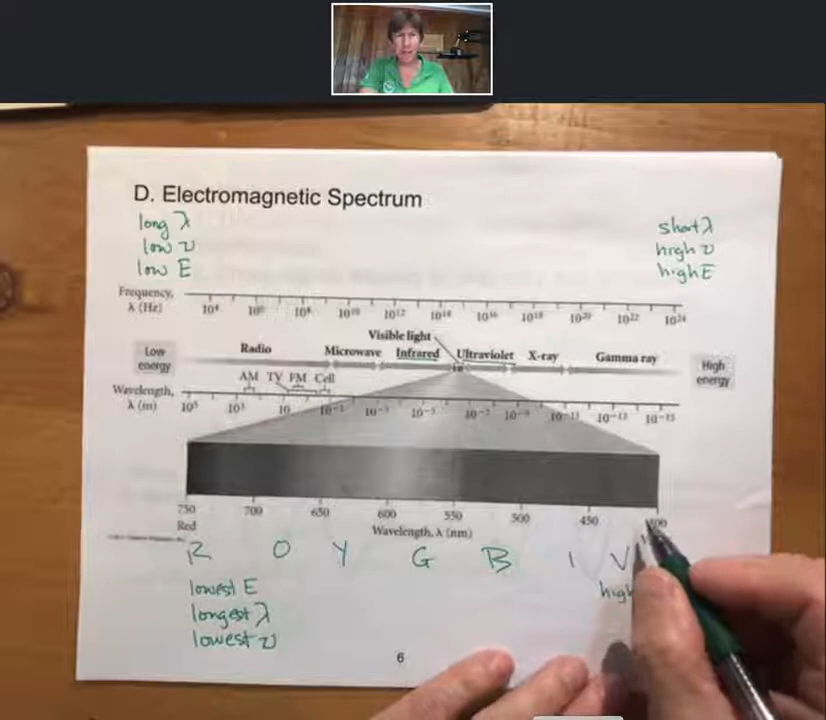 D. Electromagnetic Spectrum
long λ
low ν
low E
short λ
high ν
high E
Frequency, λ (Hz)
10⁴ 10⁶ 10⁸ 10¹⁰ 10¹² 10¹⁴ 10¹⁶ 10¹⁸ 10²⁰ 10²² 10²⁴
Visible light
Low energy
Radio Microwave Infrared Ultraviolet X-ray Gamma ray
High energy
AM TV FM Cell
Wavelength, λ (m)
10⁵ 10³ 10 10⁻¹ 10⁻³ 10⁻⁵ 10⁻⁷ 10⁻⁹ 10⁻¹¹ 10⁻¹³ 10⁻¹⁵
750 700 650 600 550 500 450
Red
Wavelength, λ (nm)
R O Y G B I V
lowest E
longest λ
lowest ν
high
6